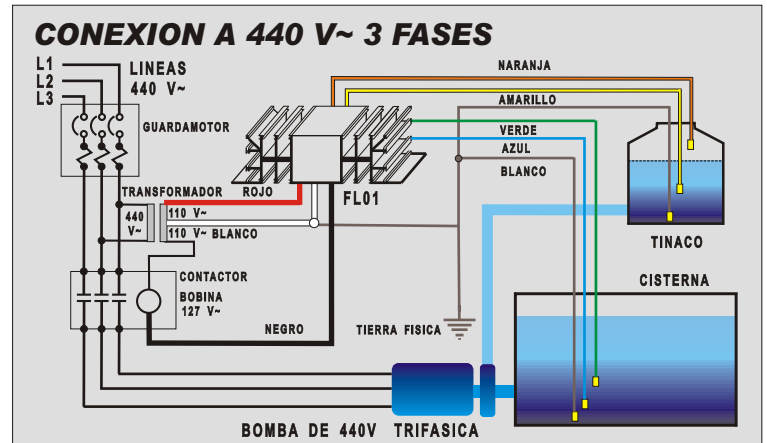 CONEXION A 440 V~ 3 FASES
L1
L2
L3
LINEAS
440 V~
GUARDAMOTOR
NARANJA
AMARILLO
VERDE
AZUL
BLANCO
TRANSFORMADOR
ROJO
FL01
440
V~
110 V~
110 V~ BLANCO
TINACO
CONTACTOR
BOBINA
127 V~
NEGRO
TIERRA FISICA
CISTERNA
BOMBA DE 440V TRIFASICA